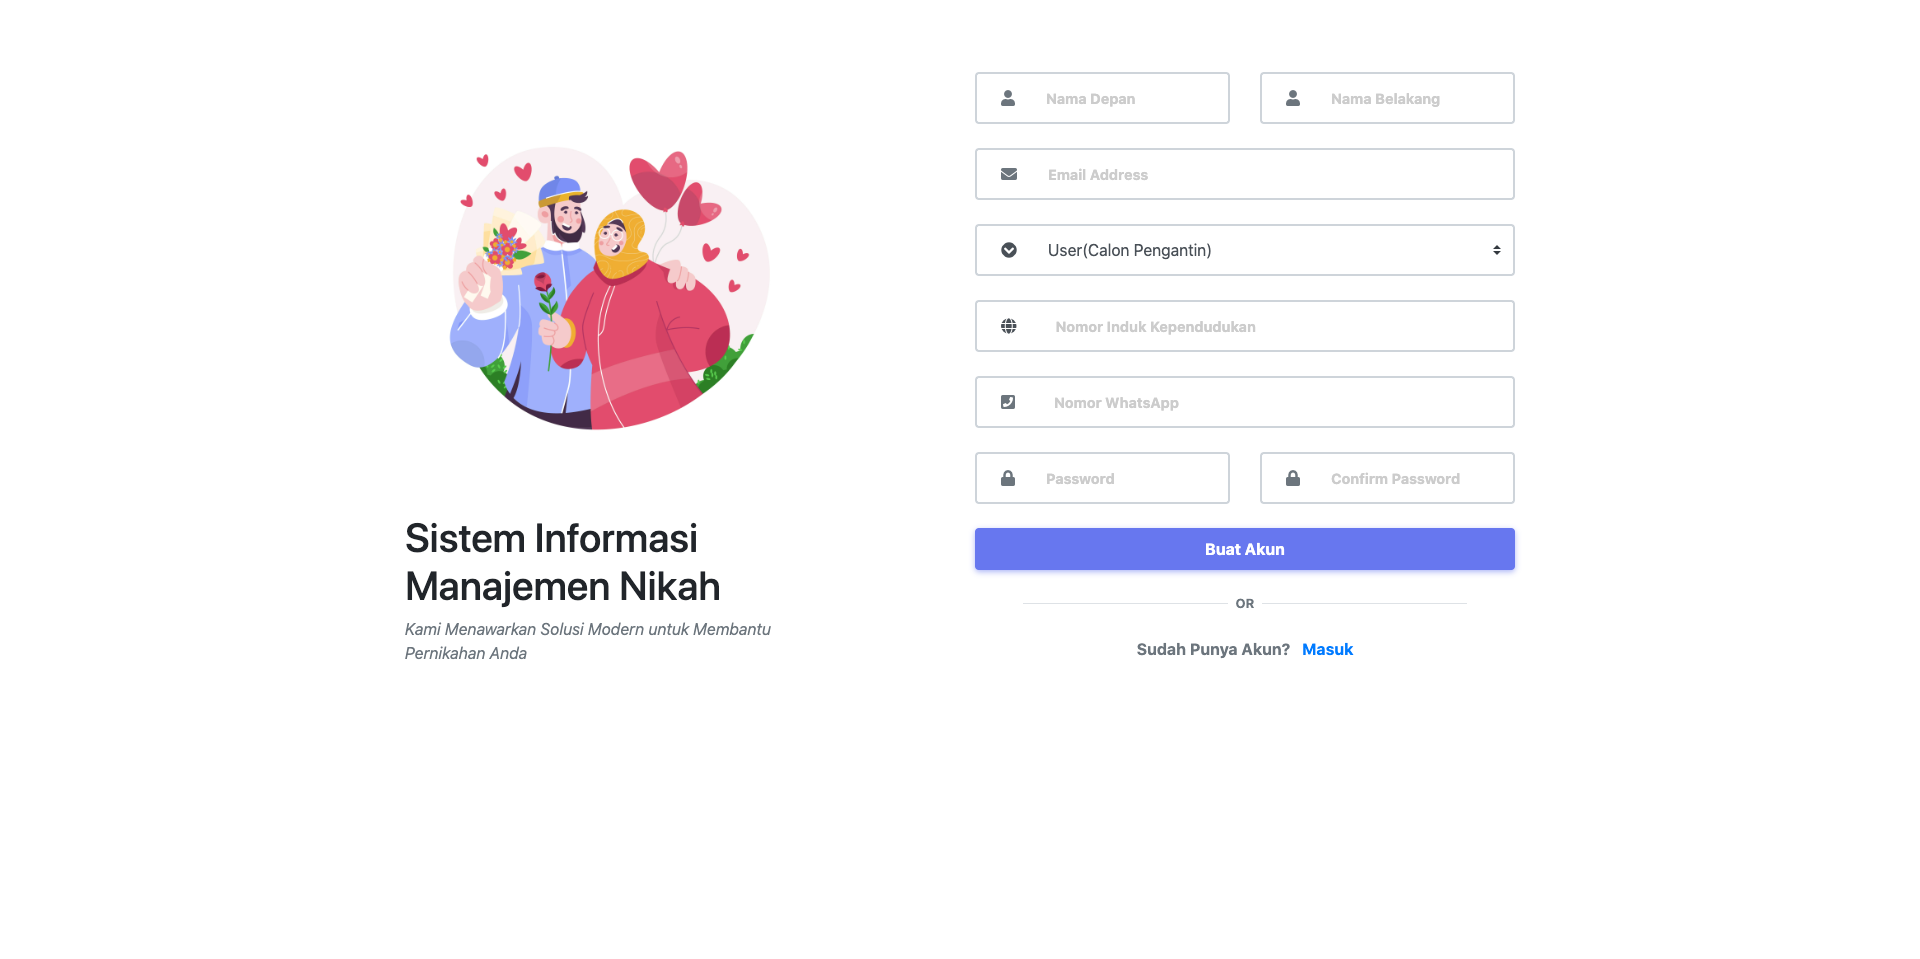 Sistem Informasi
Manajemen Nikah
Kami Menawarkan Solusi Modern untuk Membantu
Pernikahan Anda
Nama Depan
Nama Belakang
Email Address
User(Calon Pengantin)
Nomor Induk Kependudukan
Nomor WhatsApp
Password
Confirm Password
Buat Akun
OR
Sudah Punya Akun? Masuk